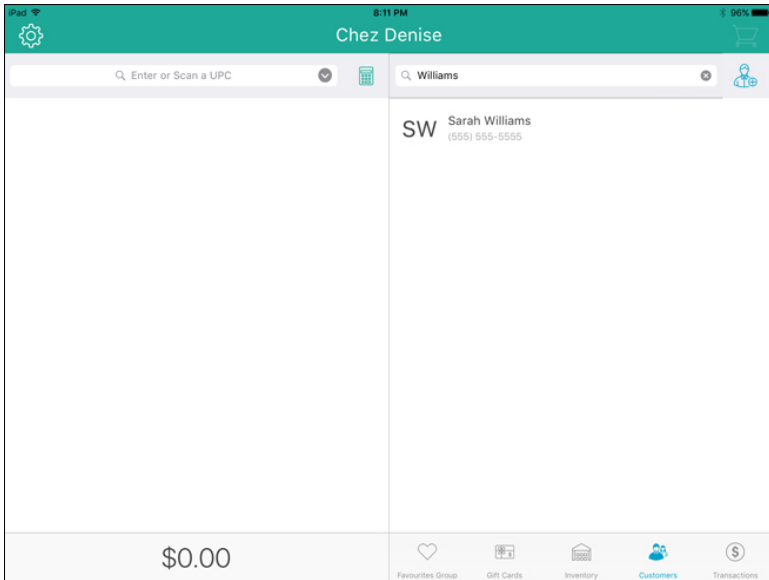 iPad 8:11 PM 96%
Chez Denise
Enter or Scan a UPC
Williams
SW Sarah Williams
(555) 555-5555
$0.00
Favourites Group Gift Cards Inventory Customers Transactions